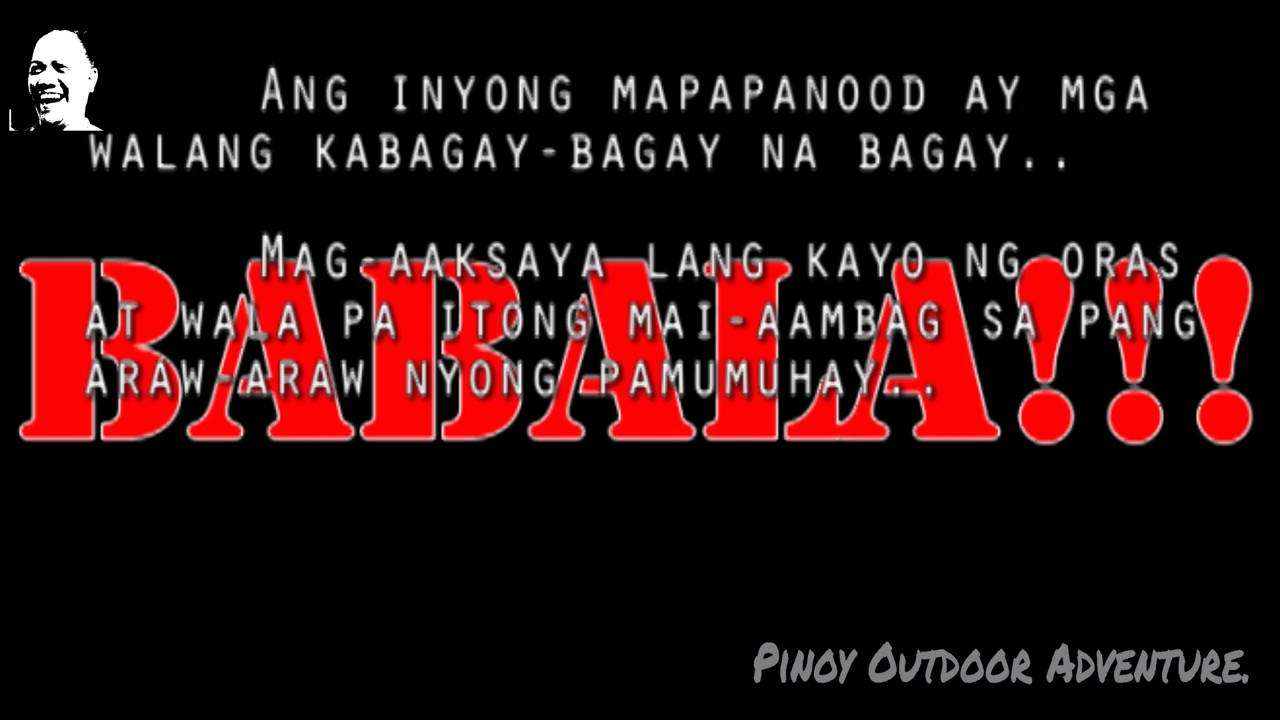 Ang inyong mapapanood ay mga
walang kabagay-bagay na bagay..
Mag-aaksaya lang kayo ng oras
at wala pa itong mai-aambag sa pang
araw-araw nyong pamumuhay..
BABALA!!!
Pinoy Outdoor Adventure.